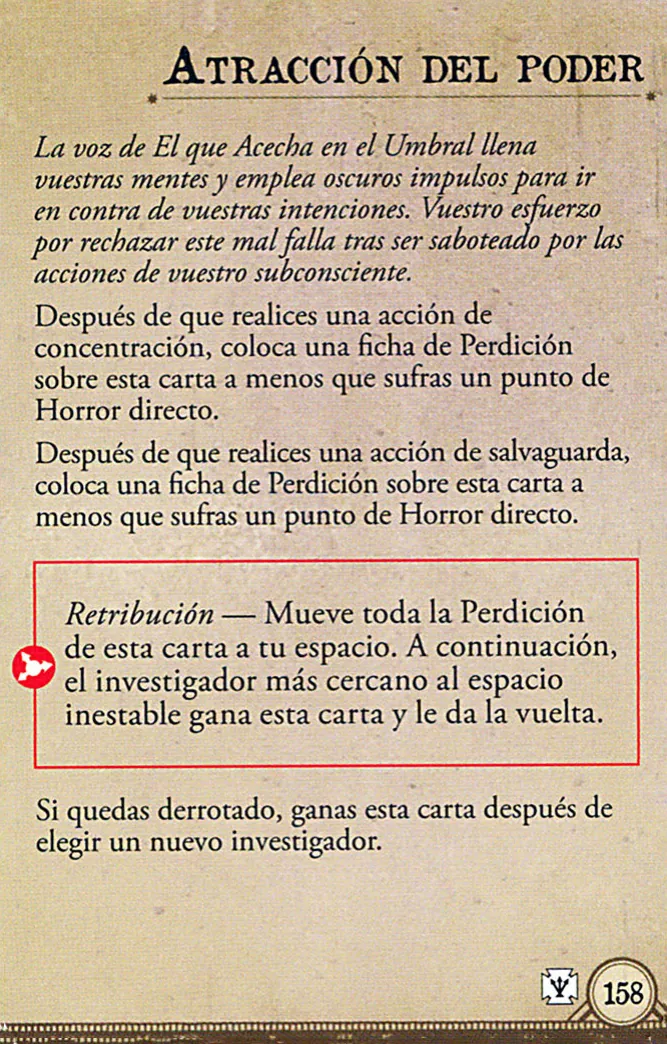 ATRACCIÓN DEL PODER
La voz de El que Acecha en el Umbral llena
vuestras mentes y emplea oscuros impulsos para ir
en contra de vuestras intenciones. Vuestro esfuerzo
por rechazar este mal falla tras ser saboteado por las
acciones de vuestro subconsciente.
Después de que realices una acción de
concentración, coloca una ficha de Perdición
sobre esta carta a menos que sufras un punto de
Horror directo.
Después de que realices una acción de salvaguarda,
coloca una ficha de Perdición sobre esta carta a
menos que sufras un punto de Horror directo.
Retribución — Mueve toda la Perdición
de esta carta a tu espacio. A continuación,
el investigador más cercano al espacio
inestable gana esta carta y le da la vuelta.
Si quedas derrotado, ganas esta carta después de
elegir un nuevo investigador.
158